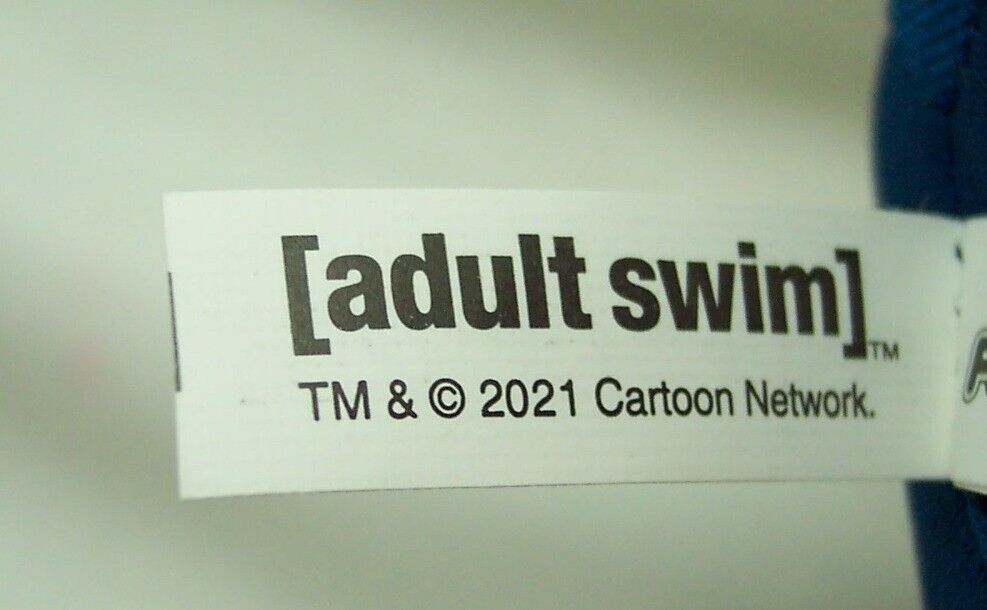 [adult swim]™
TM & © 2021 Cartoon Network.